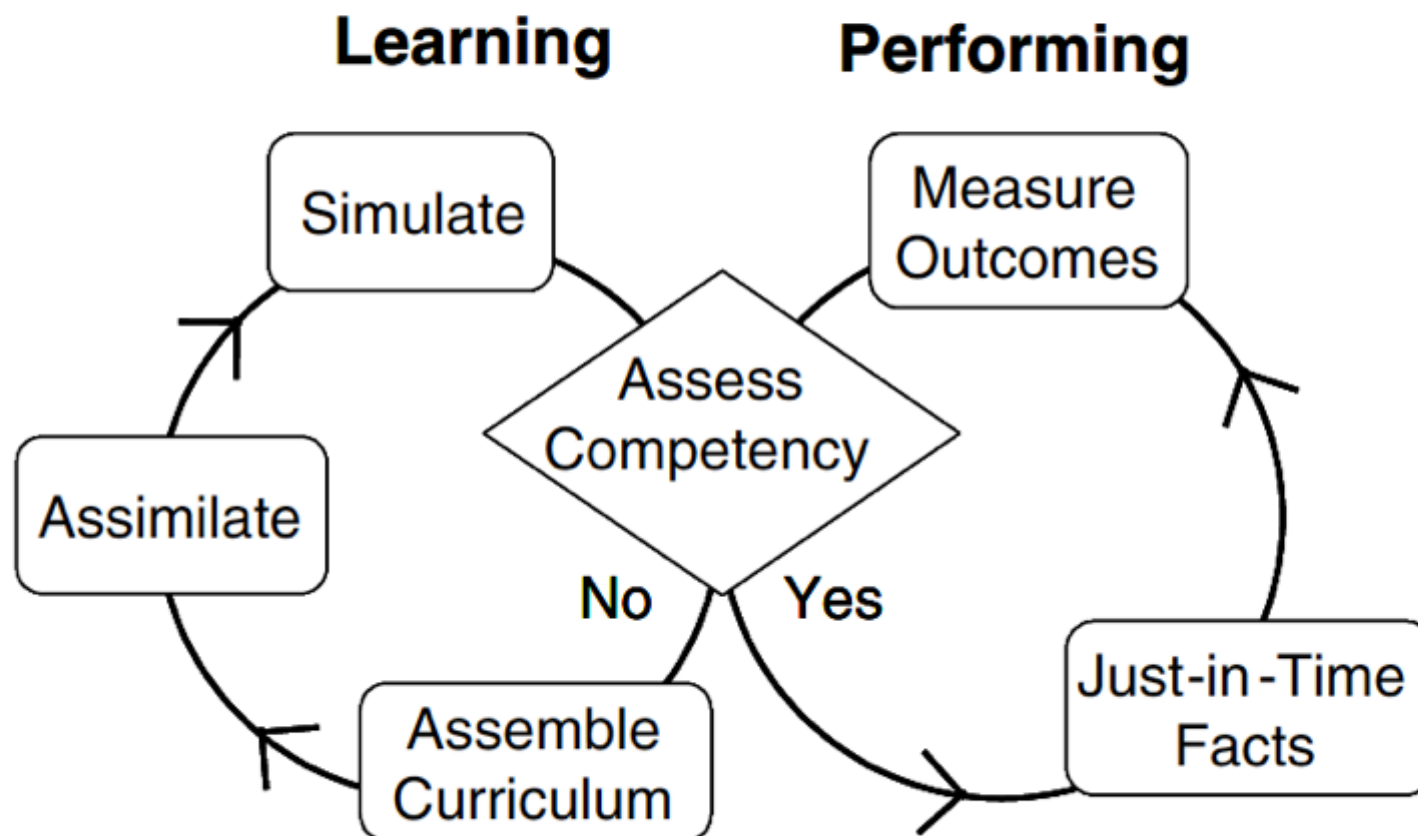 Learning
Performing
Simulate
Measure
Outcomes
Assess
Competency
Assimilate
No
Yes
Just-in-Time
Facts
Assemble
Curriculum